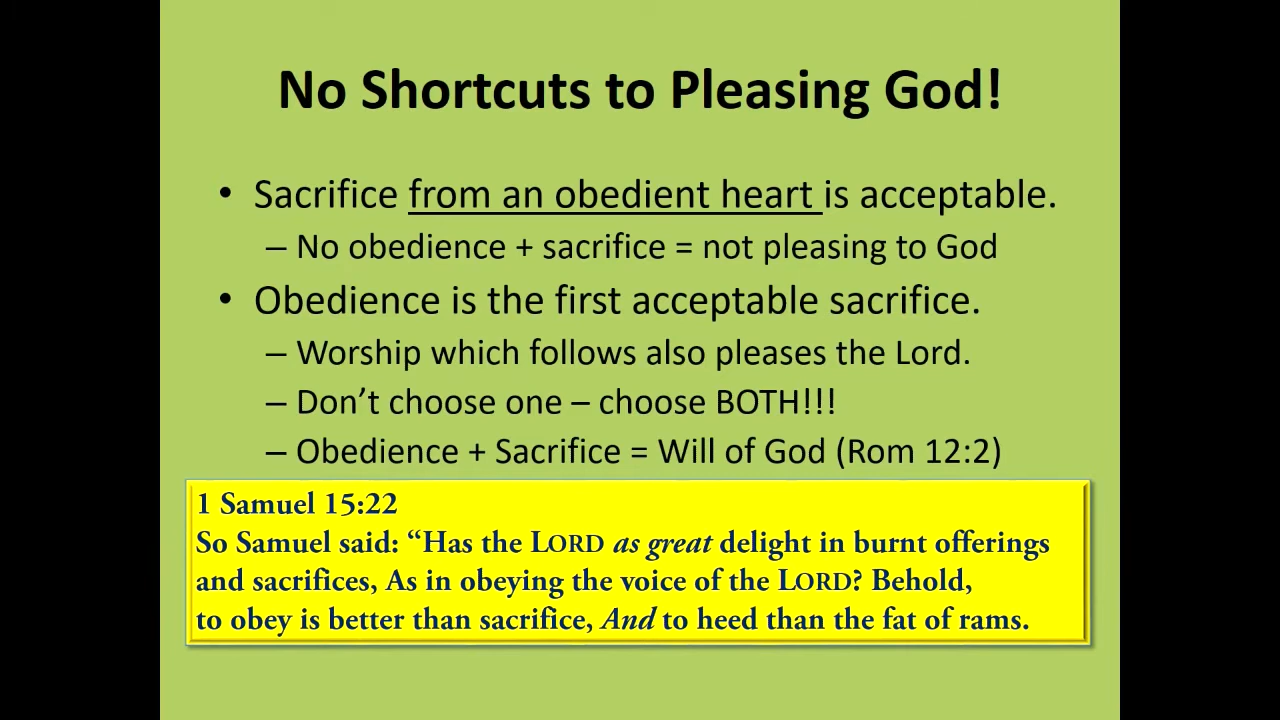 No Shortcuts to Pleasing God!
• Sacrifice from an obedient heart is acceptable.
– No obedience + sacrifice = not pleasing to God
• Obedience is the first acceptable sacrifice.
– Worship which follows also pleases the Lord.
– Don’t choose one – choose BOTH!!!
– Obedience + Sacrifice = Will of God (Rom 12:2)
1 Samuel 15:22
So Samuel said: “Has the LORD as great delight in burnt offerings
and sacrifices, As in obeying the voice of the LORD? Behold,
to obey is better than sacrifice, And to heed than the fat of rams.